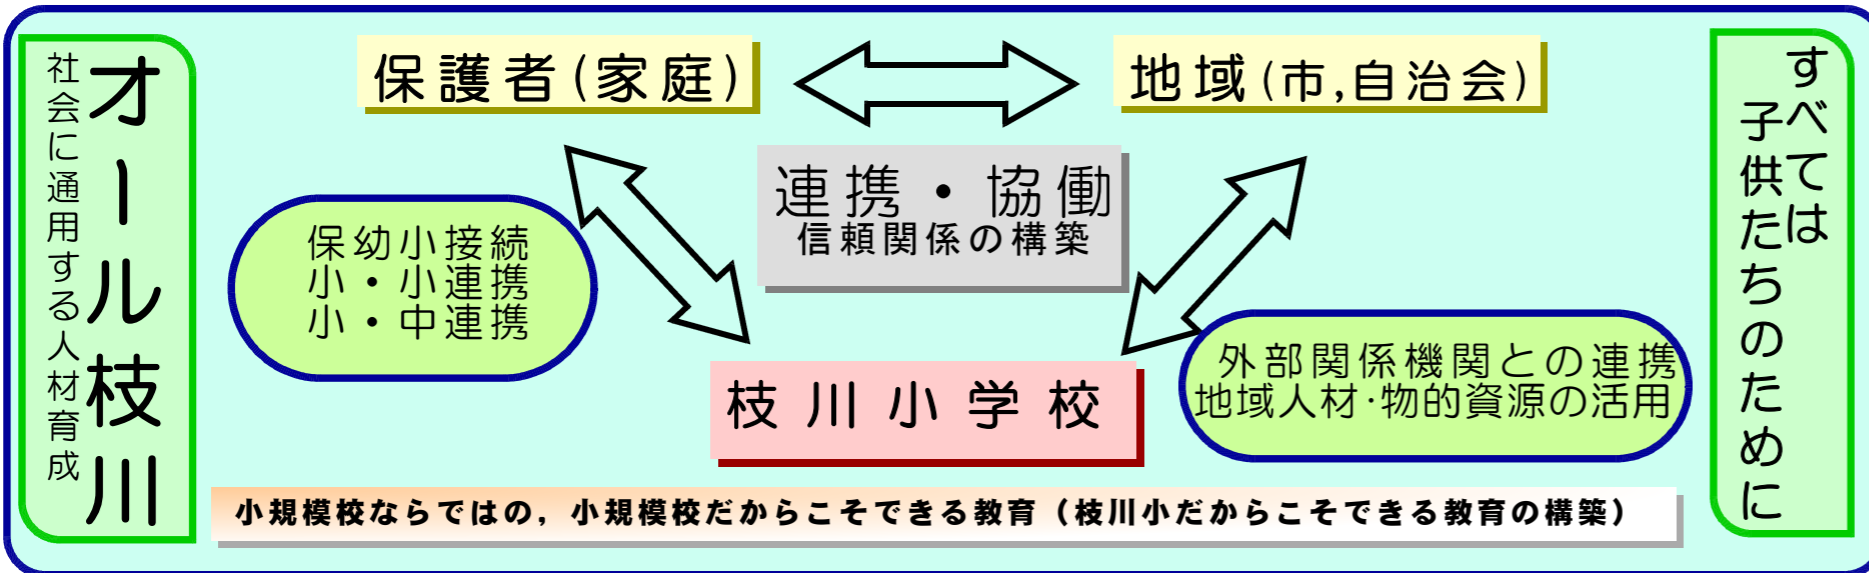 オール枝川
社会に通用する人材育成
保護者(家庭)
地域(市,自治会)
連携・協働
信頼関係の構築
保幼小接続
小・小連携
小・中連携
枝川小学校
外部関係機関との連携
地域人材･物的資源の活用
小規模校ならではの，小規模校だからこそできる教育（枝川小だからこそできる教育の構築）
すべては
子供たちのために